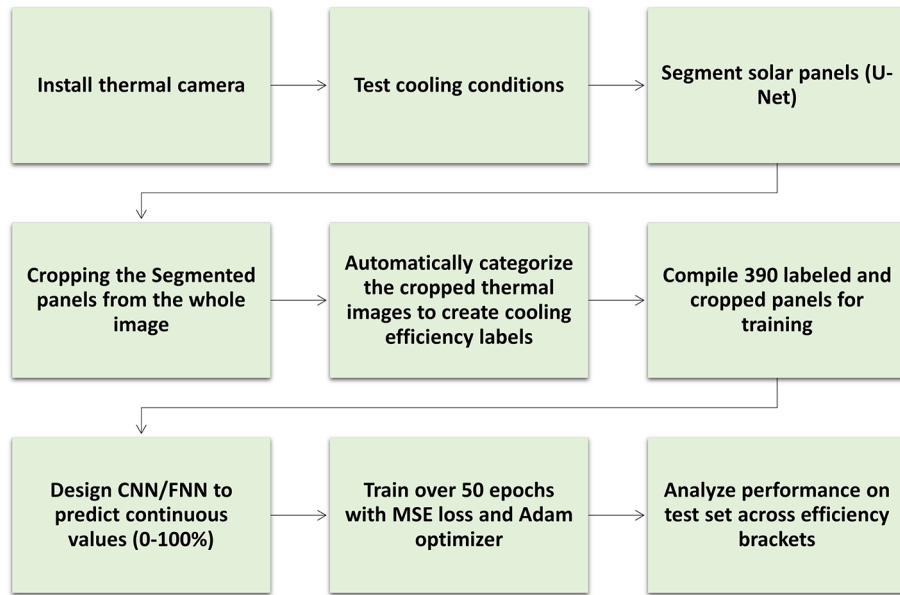 Install thermal camera
Test cooling conditions
Segment solar panels (U-
Net)
Cropping the Segmented
panels from the whole
image
Automatically categorize
the cropped thermal
images to create cooling
efficiency labels
Compile 390 labeled and
cropped panels for
training
Design CNN/FNN to
predict continuous
values (0-100%)
Train over 50 epochs
with MSE loss and Adam
optimizer
Analyze performance on
test set across efficiency
brackets